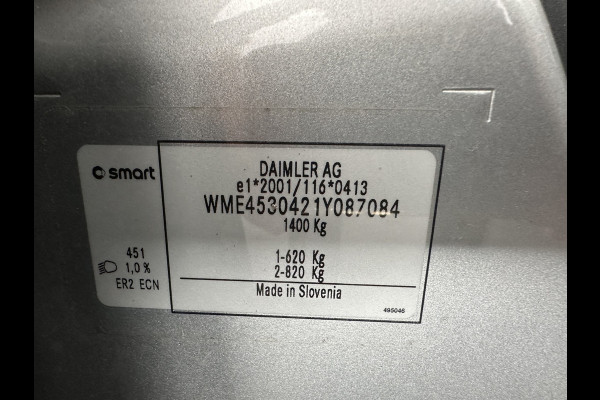 smart
DAIMLER AG
e1*2001/116*0413
WME4530421Y087084
1400 Kg
1-620 Kg
2-820 Kg
Made in Slovenia
451
1,0 %
ER2 ECN
495046